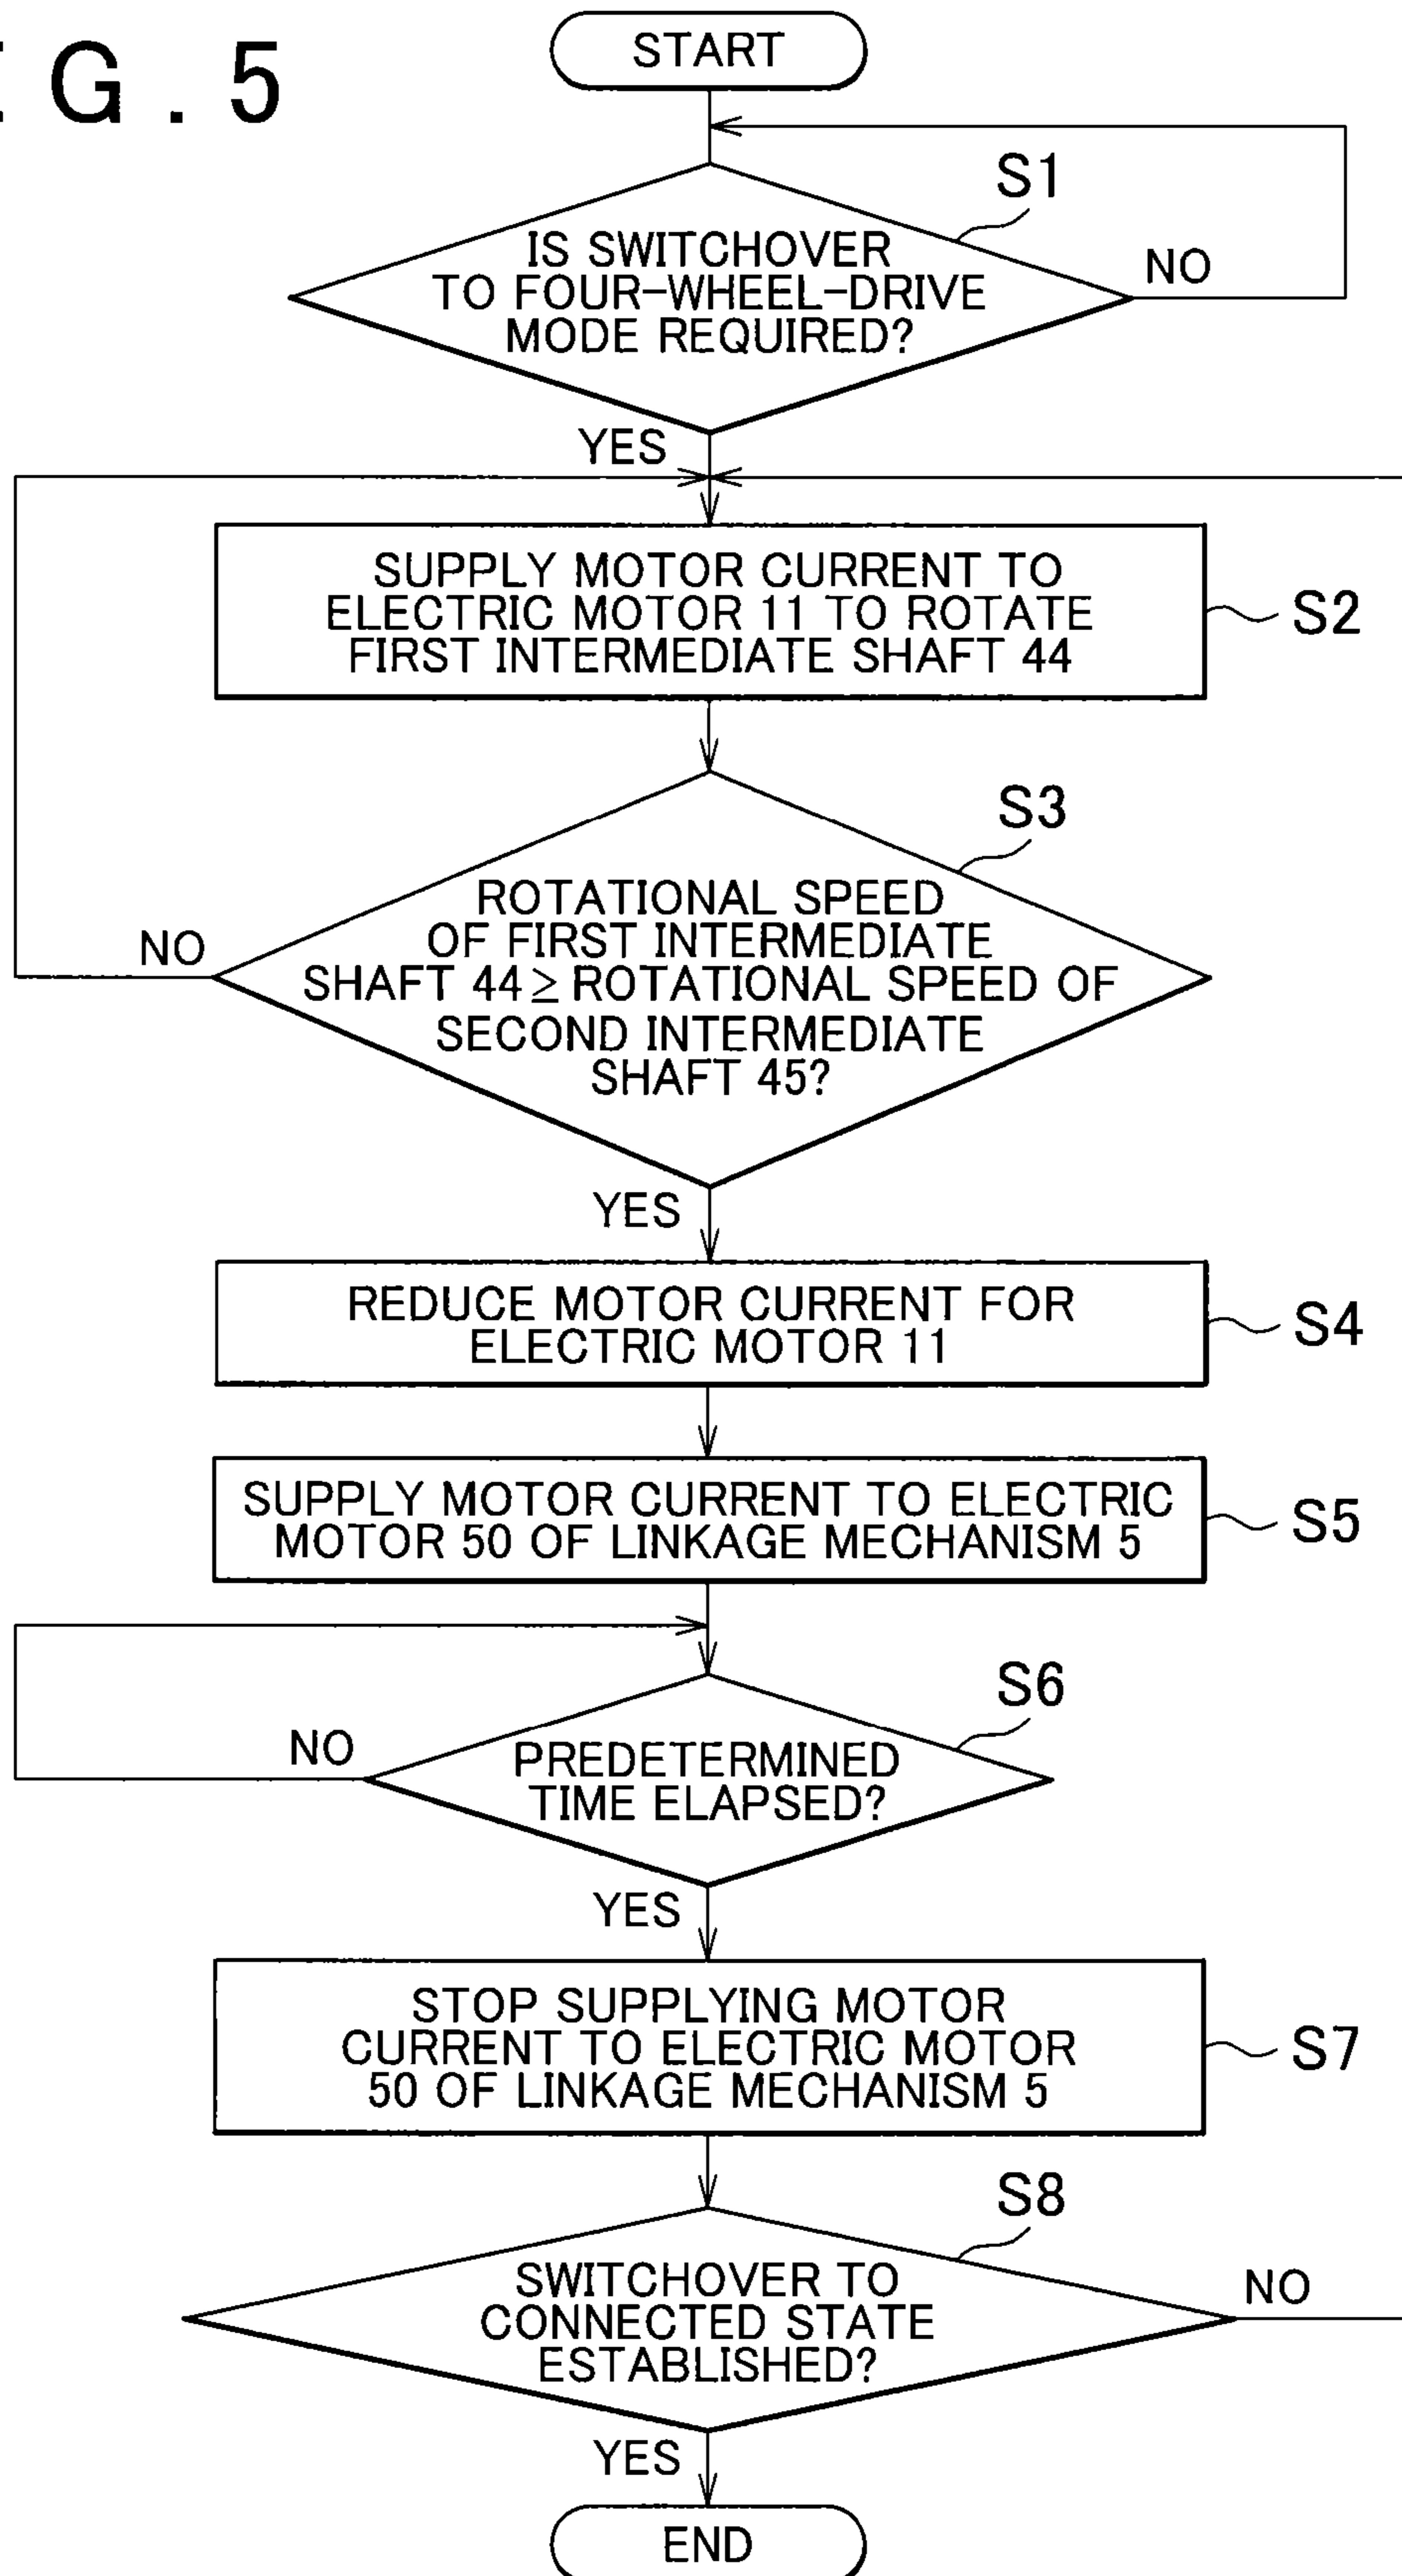 G . 5
START
S1
IS SWITCHOVER
TO FOUR-WHEEL-DRIVE
MODE REQUIRED?
NO
YES
SUPPLY MOTOR CURRENT TO
ELECTRIC MOTOR 11 TO ROTATE
FIRST INTERMEDIATE SHAFT 44
S2
S3
ROTATIONAL SPEED
OF FIRST INTERMEDIATE
SHAFT 44 ≥ ROTATIONAL SPEED OF
SECOND INTERMEDIATE
SHAFT 45?
NO
YES
REDUCE MOTOR CURRENT FOR
ELECTRIC MOTOR 11
S4
SUPPLY MOTOR CURRENT TO ELECTRIC
MOTOR 50 OF LINKAGE MECHANISM 5
S5
S6
PREDETERMINED
TIME ELAPSED?
NO
YES
STOP SUPPLYING MOTOR
CURRENT TO ELECTRIC MOTOR
50 OF LINKAGE MECHANISM 5
S7
S8
SWITCHOVER TO
CONNECTED STATE
ESTABLISHED?
NO
YES
END